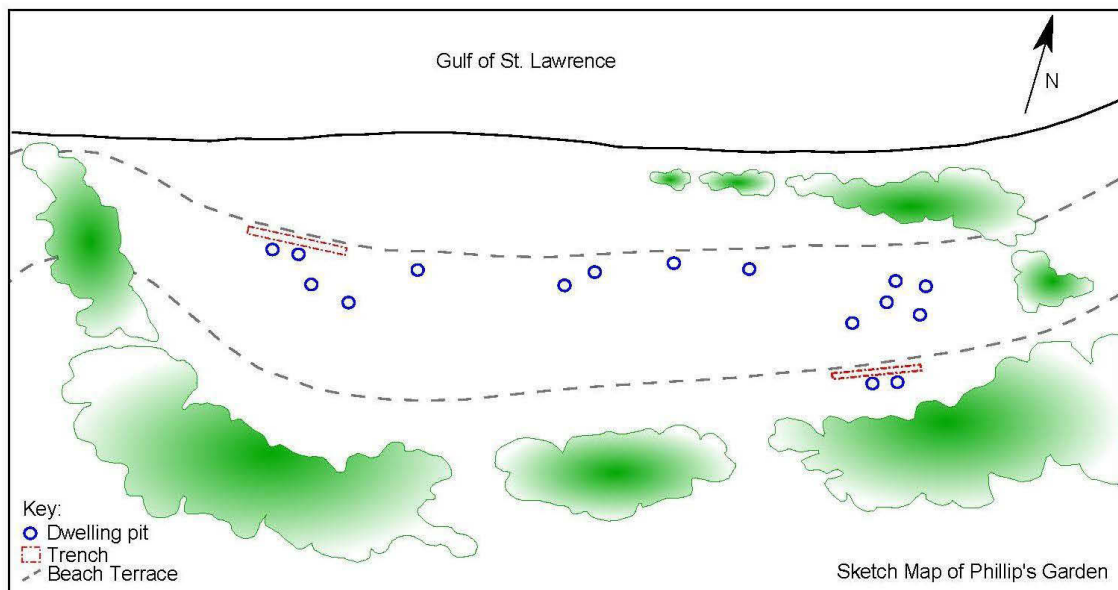 Gulf of St. Lawrence
N
Key:
Dwelling pit
Trench
Beach Terrace
Sketch Map of Phillip's Garden